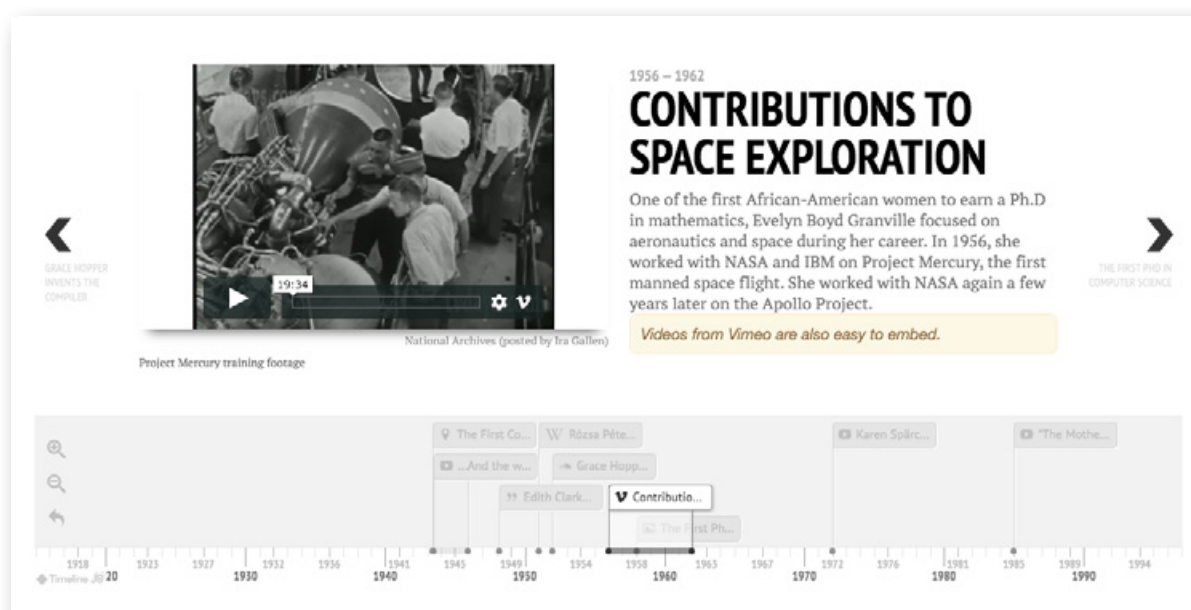 1956 – 1962
CONTRIBUTIONS TO
SPACE EXPLORATION
One of the first African-American women to earn a Ph.D
in mathematics, Evelyn Boyd Granville focused on
aeronautics and space during her career. In 1956, she
worked with NASA and IBM on Project Mercury, the first
manned space flight. She worked with NASA again a few
years later on the Apollo Project.
Videos from Vimeo are also easy to embed.
19:34
National Archives (posted by Ira Gallen)
Project Mercury training footage
GRACE HOPPER
INVENTS THE
COMPILER
THE FIRST PHD IN
COMPUTER SCIENCE
The First Co...
W Rózsa Péte...
Karen Spärc...
"The Mothe...
...And the w...
Grace Hopp...
Edith Clark...
Contributio...
The First Ph...
1918 1923 1927 1932 1936 1941 1945 1949 1954 1958 1963 1967 1972 1976 1981 1985 1989 1994
Timeline JS
20 1930 1940 1950 1960 1970 1980 1990